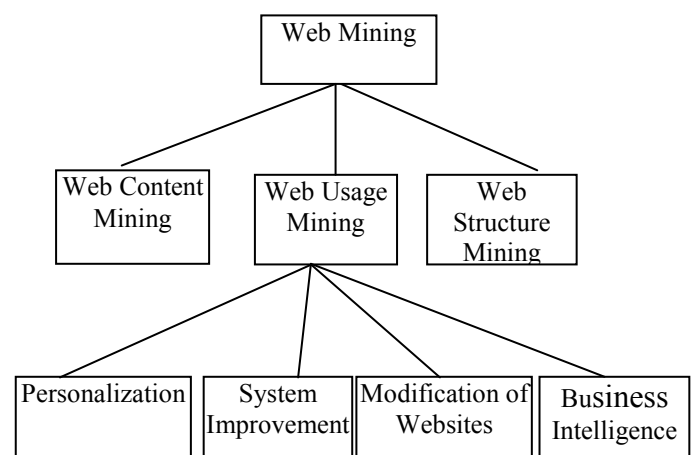 Web Mining
Web Content
Mining
Web Usage
Mining
Web
Structure
Mining
Personalization
System
Improvement
Modification of
Websites
Business
Intelligence